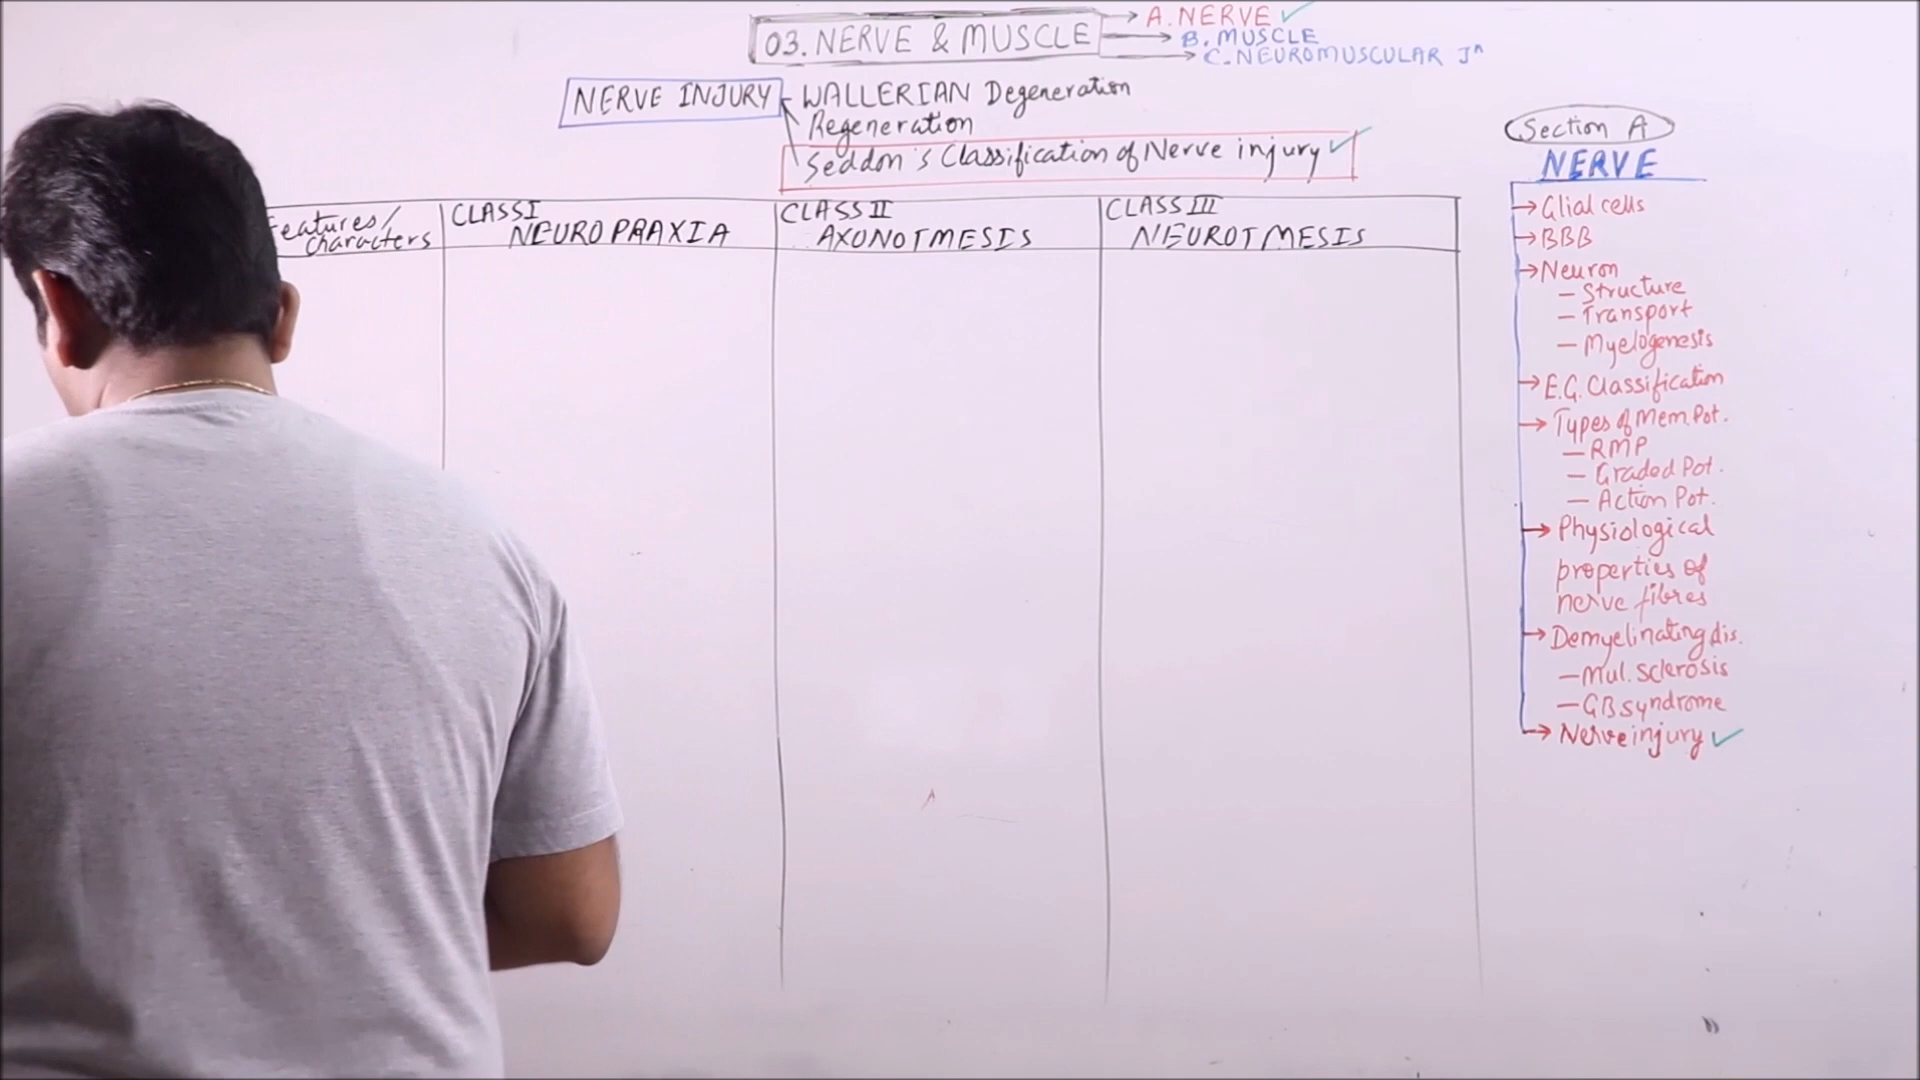 03. NERVE & MUSCLE
A. NERVE ✓
B. MUSCLE
C. NEUROMUSCULAR Jⁿ
NERVE INJURY
WALLERIAN Degeneration
Regeneration
Seddon's Classification of Nerve injury ✓
Features/
Characters
CLASS I
NEUROPRAXIA
CLASS II
AXONOTMESIS
CLASS III
NEUROTMESIS
Section A
NERVE
→ Glial cells
→ BBB
→ Neuron
– Structure
– Transport
– Myelogenesis
→ E.G. Classification
→ Types of Mem. Pot.
– RMP
– Graded Pot.
– Action Pot.
→ Physiological
properties of
nerve fibres
→ Demyelinating dis.
– Mul. sclerosis
– GB syndrome
→ Nerve injury ✓